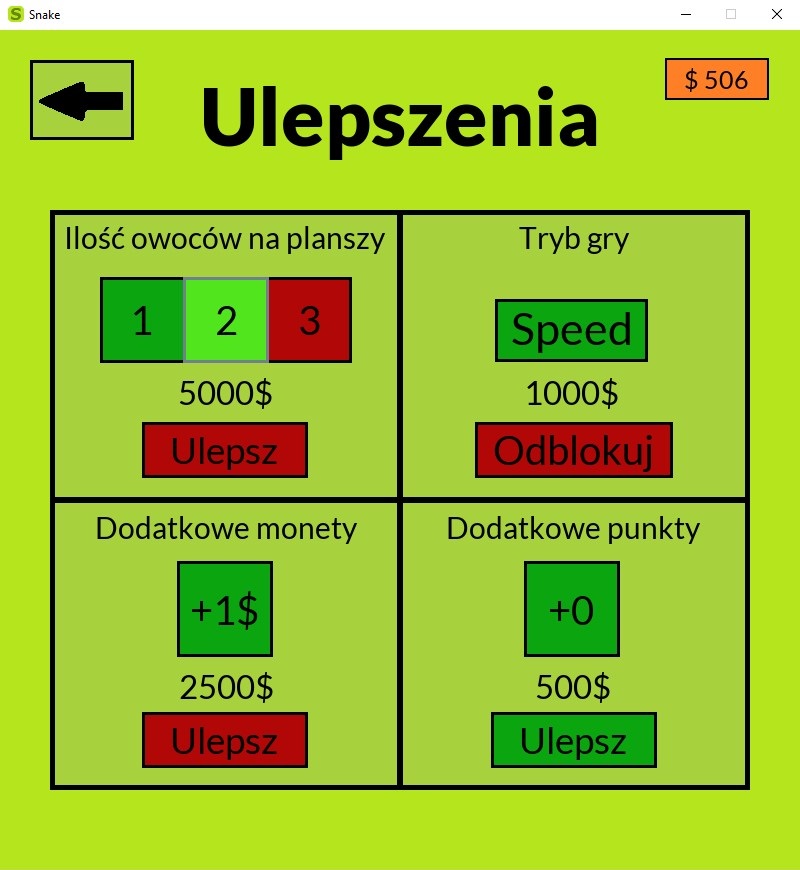 Snake
$ 506
Ulepszenia
Ilość owoców na planszy
1 2 3
5000$
Ulepsz
Tryb gry
Speed
1000$
Odblokuj
Dodatkowe monety
+1$
2500$
Ulepsz
Dodatkowe punkty
+0
500$
Ulepsz